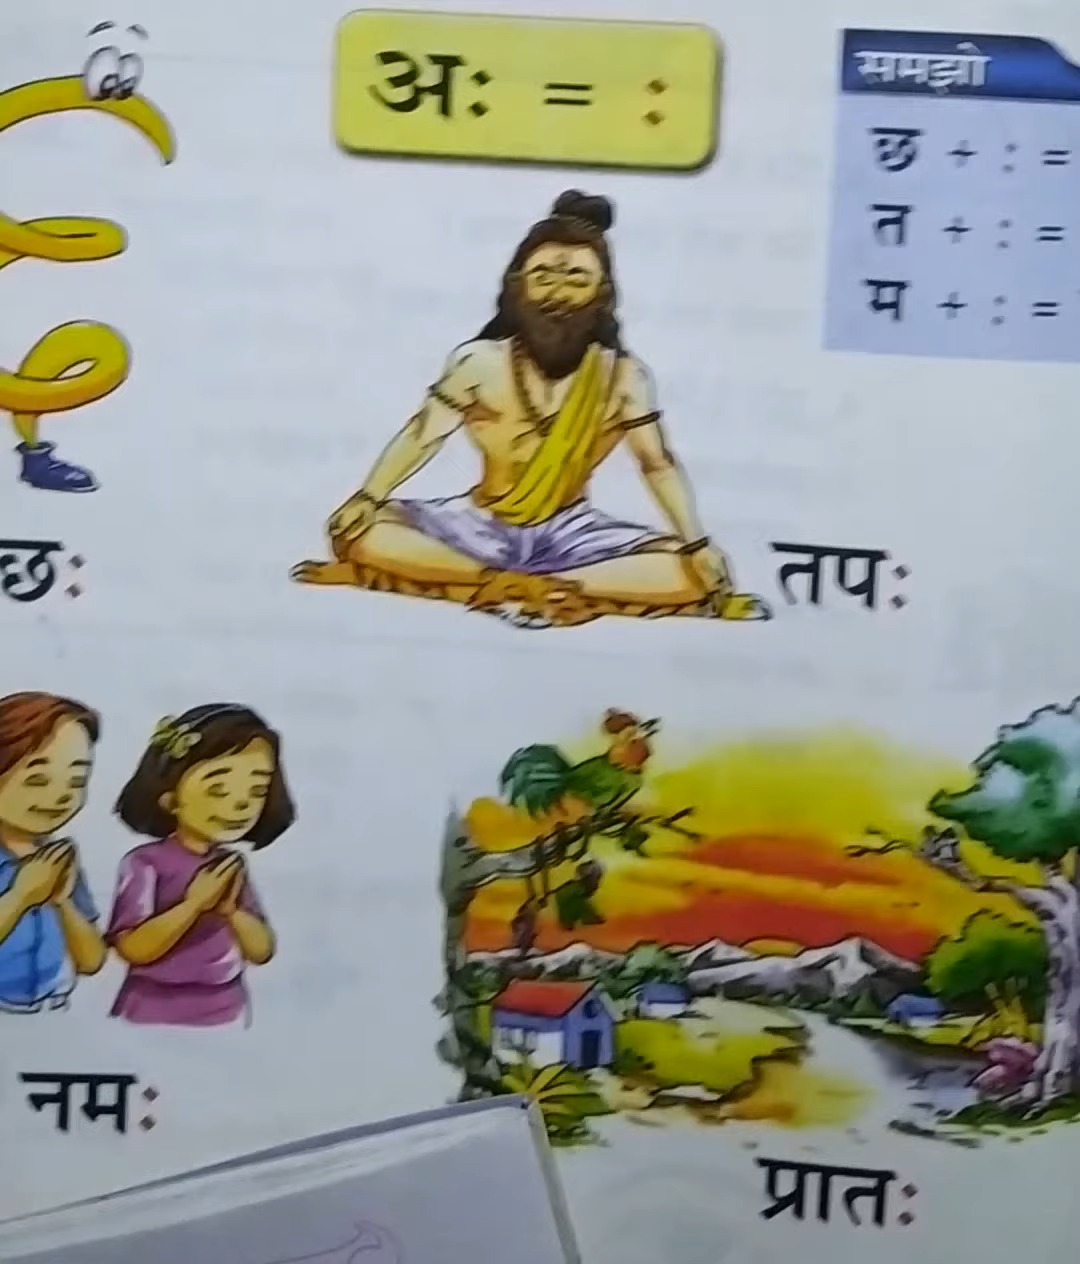 अः = ः
समझो
छ + ः =
त + ः =
म + ः =
छः
तपः
नमः
प्रातः